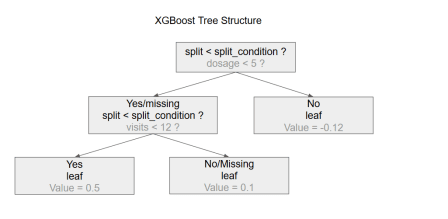 XGBoost Tree Structure
split < split_condition ?
dosage < 5 ?
Yes/missing
split < split_condition ?
visits < 12 ?
No
leaf
Value = -0.12
Yes
leaf
Value = 0.5
No/Missing
leaf
Value = 0.1